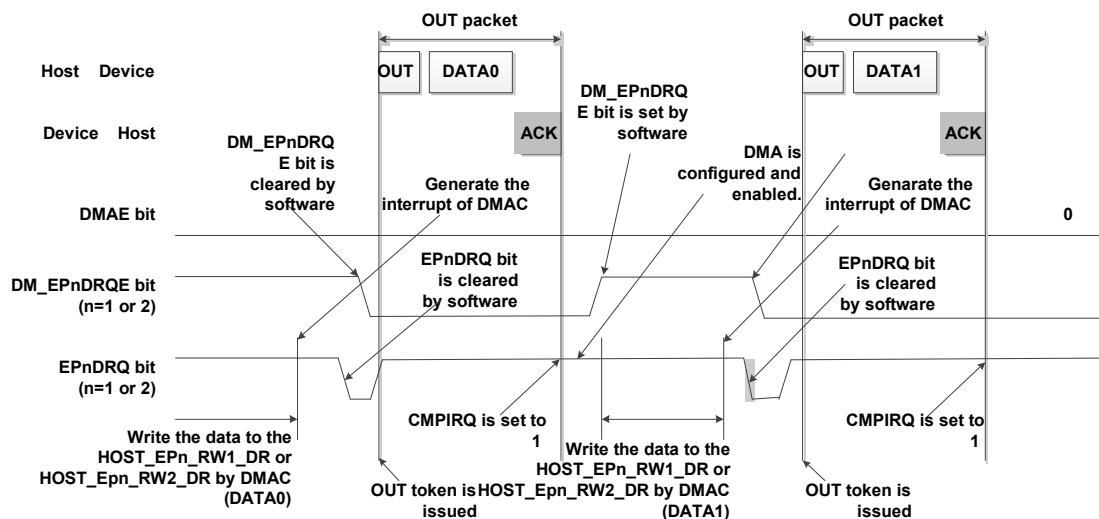 OUT packet
OUT packet
Host    Device
OUT
DATA0
OUT
DATA1
Device    Host
ACK
ACK
DM_EPnDRQ
E bit is
cleared by
software
DM_EPnDRQ
E bit is set by
software
Generate the
interrupt of DMAC
DMA is
configured and
enabled.
Genarate the
interrupt of DMAC
DMAE bit
0
DM_EPnDRQE bit
(n=1 or 2)
EPnDRQ bit
is cleared
by software
EPnDRQ bit
is cleared
by software
EPnDRQ bit
(n=1 or 2)
Write the data to the
HOST_EPn_RW1_DR or
HOST_Epn_RW2_DR by DMAC
(DATA0)
CMPIRQ is set to
1
OUT token is
issued
Write the data to the
HOST_EPn_RW1_DR or
HOST_Epn_RW2_DR by DMAC
(DATA1)
CMPIRQ is set to
1
OUT token is
issued